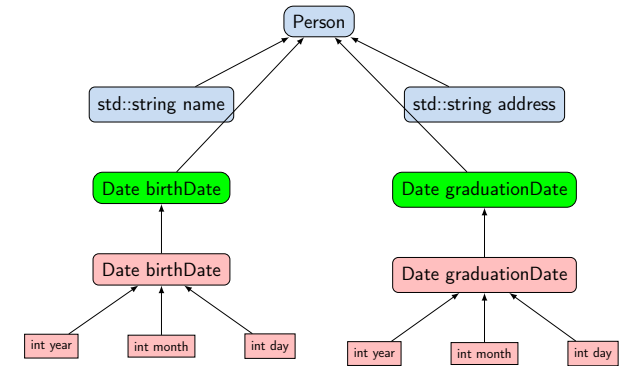 Person
std::string name
std::string address
Date birthDate
Date graduationDate
Date birthDate
Date graduationDate
int year
int month
int day
int year
int month
int day